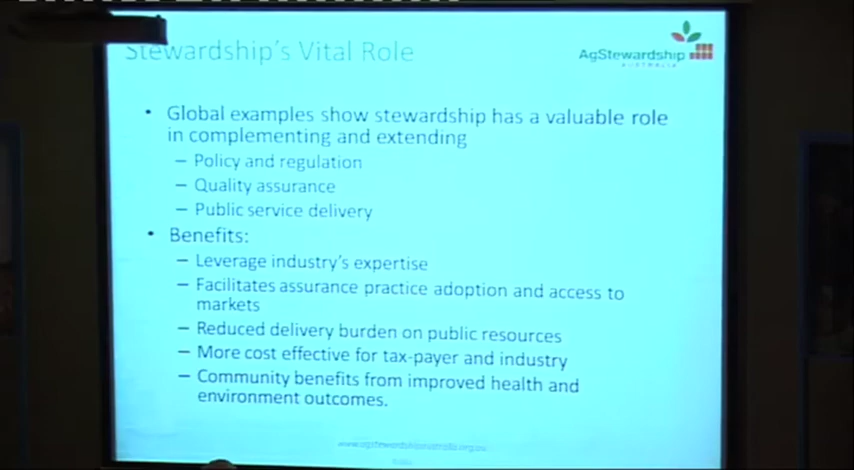 Stewardship's Vital Role
AgStewardship
AUSTRALIA
• Global examples show stewardship has a valuable role
in complementing and extending
– Policy and regulation
– Quality assurance
– Public service delivery
• Benefits:
– Leverage industry's expertise
– Facilitates assurance practice adoption and access to
markets
– Reduced delivery burden on public resources
– More cost effective for tax-payer and industry
– Community benefits from improved health and
environment outcomes.
www.agstewardshipaustralia.org.au